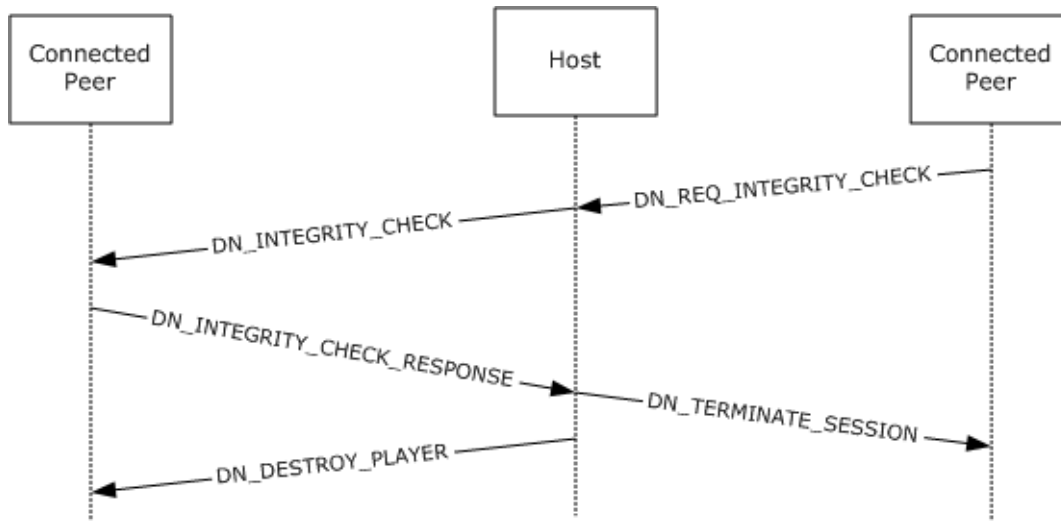 Connected
Peer
Host
Connected
Peer
DN_REQ_INTEGRITY_CHECK
DN_INTEGRITY_CHECK
DN_INTEGRITY_CHECK_RESPONSE
DN_TERMINATE_SESSION
DN_DESTROY_PLAYER